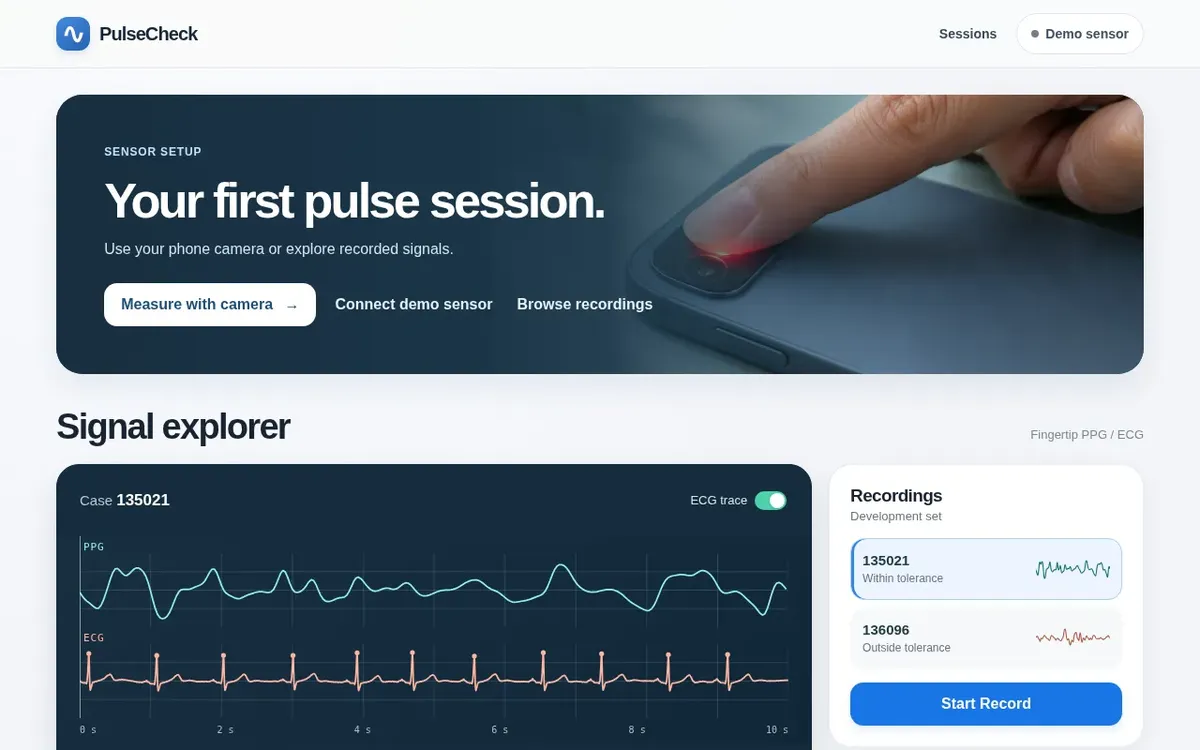 PulseCheck
Sessions
Demo sensor
SENSOR SETUP
Your first pulse session.
Use your phone camera or explore recorded signals.
Measure with camera →
Connect demo sensor
Browse recordings
Signal explorer
Fingertip PPG / ECG
Case 135021
ECG trace
PPG
ECG
0 s 2 s 4 s 6 s 8 s 10 s
Recordings
Development set
135021
Within tolerance
136096
Outside tolerance
Start Record